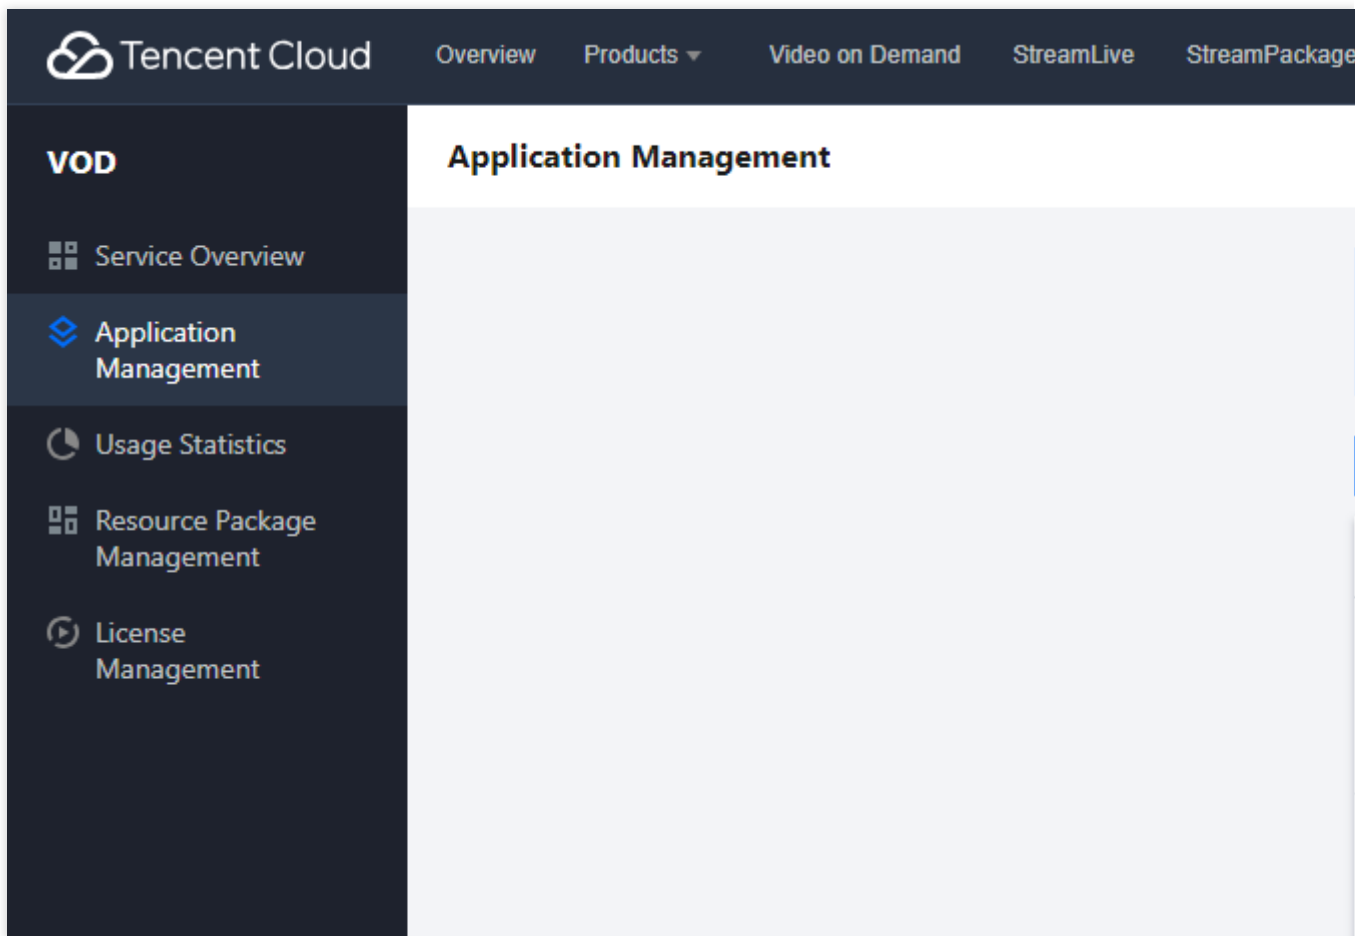 Tencent Cloud Overview Products Video on Demand StreamLive StreamPackage
VOD
Application Management
Service Overview
Application
Management
Usage Statistics
Resource Package
Management
License
Management